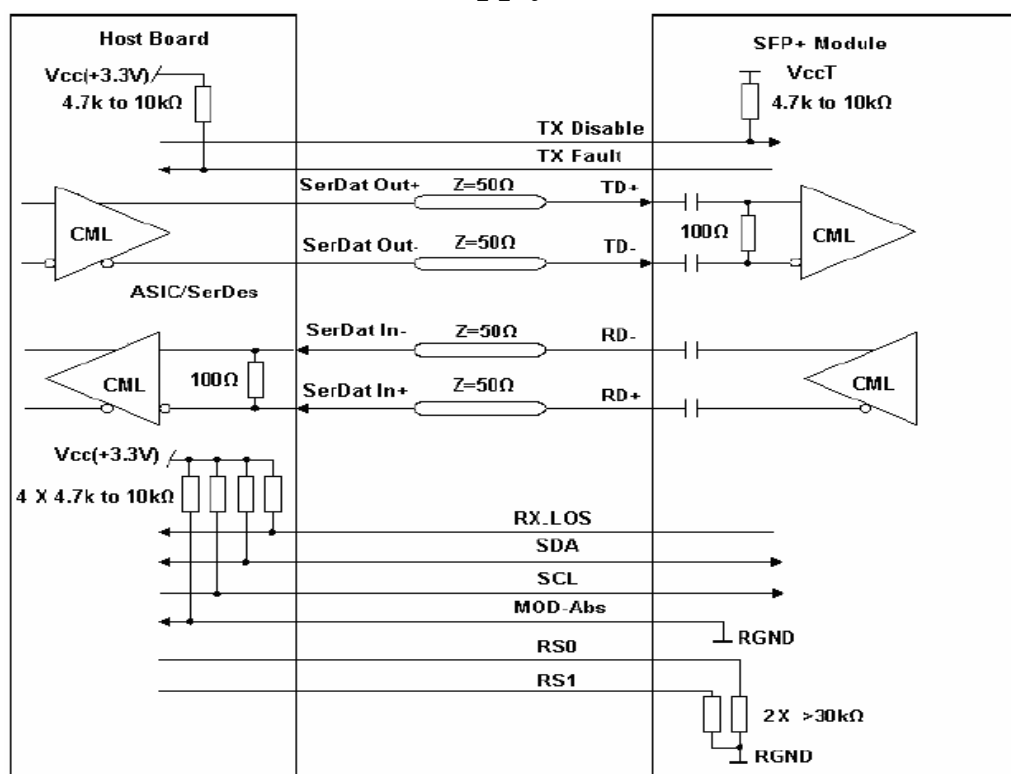 Host Board
SFP+ Module
Vcc(+3.3V)
VccT
4.7k to 10kΩ
4.7k to 10kΩ
TX Disable
TX Fault
SerDat Out+
Z=50Ω
TD+
CML
100Ω
CML
SerDat Out-
Z=50Ω
TD-
ASIC/SerDes
SerDat In-
Z=50Ω
RD-
CML
100Ω
CML
SerDat In+
Z=50Ω
RD+
Vcc(+3.3V)
4 X 4.7k to 10kΩ
RX_LOS
SDA
SCL
MOD-Abs
RGND
RS0
RS1
2X >30kΩ
RGND